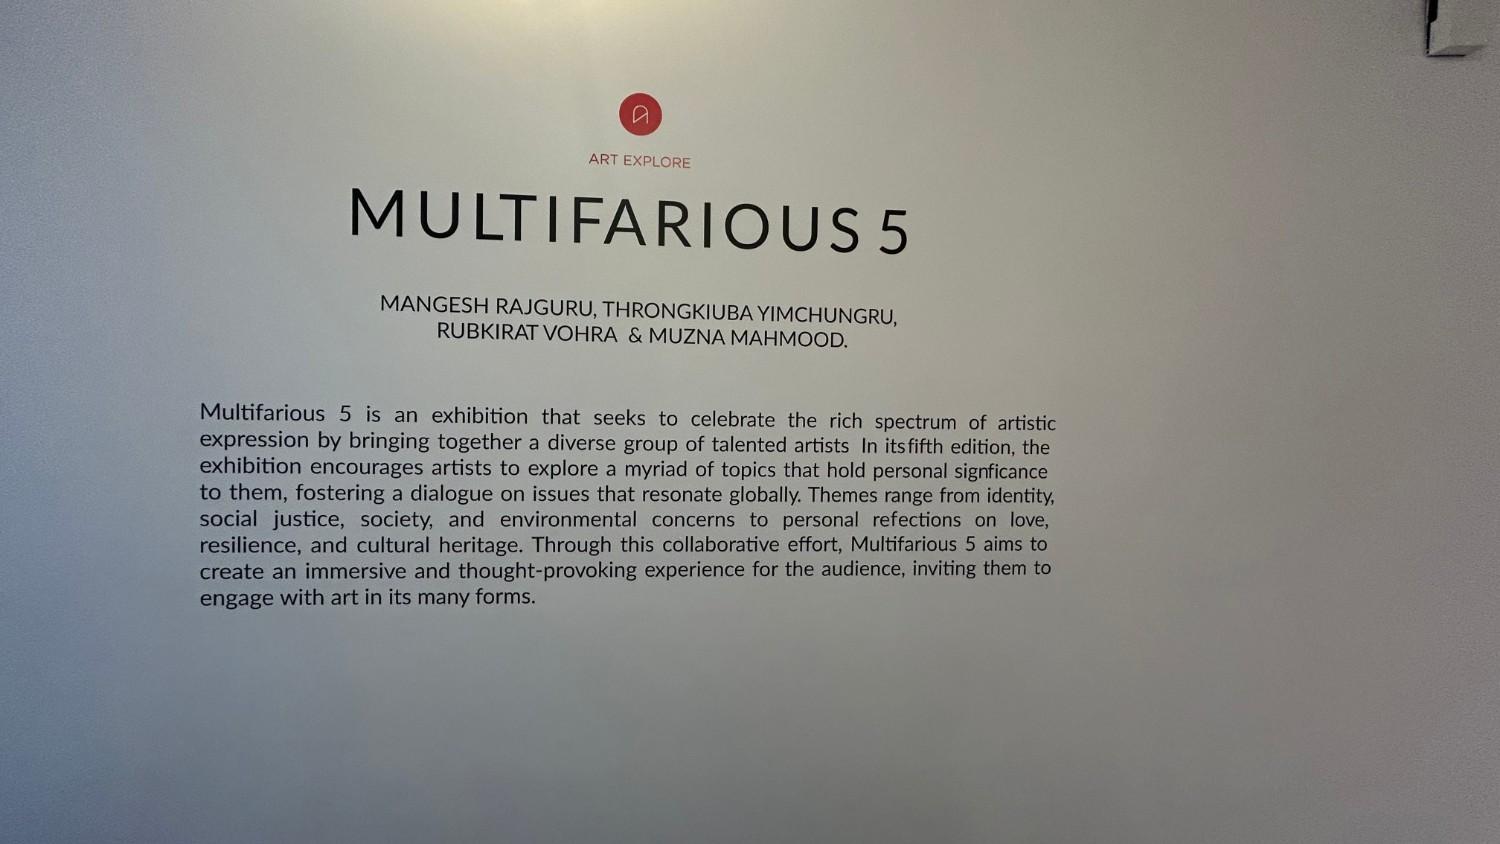 ART EXPLORE
MULTIFARIOUS 5
MANGESH RAJGURU, THRONGKIUBA YIMCHUNGRU,
RUBKIRAT VOHRA & MUZNA MAHMOOD.
Multifarious 5 is an exhibition that seeks to celebrate the rich spectrum of artistic
expression by bringing together a diverse group of talented artists In itsfifth edition, the
exhibition encourages artists to explore a myriad of topics that hold personal signficance
to them, fostering a dialogue on issues that resonate globally. Themes range from identity,
social justice, society, and environmental concerns to personal refections on love,
resilience, and cultural heritage. Through this collaborative effort, Multifarious 5 aims to
create an immersive and thought-provoking experience for the audience, inviting them to
engage with art in its many forms.